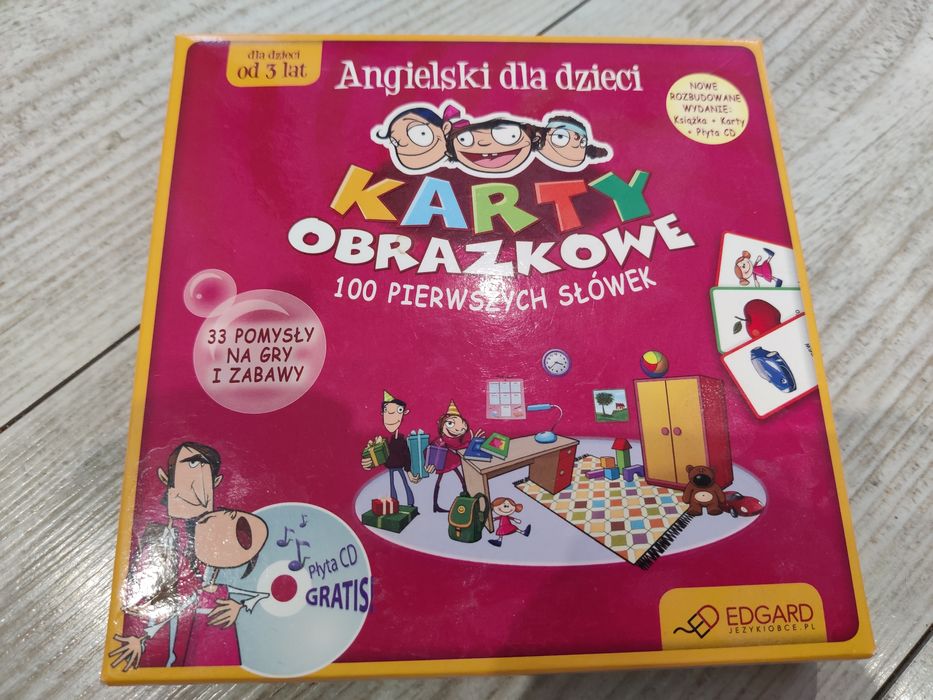 dla dzieci
od 3 lat
Angielski dla dzieci
NOWE
ROZBUDOWANE
WYDANIE:
Książka + Karty
+ Płyta CD
KARTY
OBRAZKOWE
100 PIERWSZYCH SŁÓWEK
33 POMYSŁY
NA GRY
I ZABAWY
Płyta CD
GRATIS
EDGARD
JEZYKIOBCE.PL